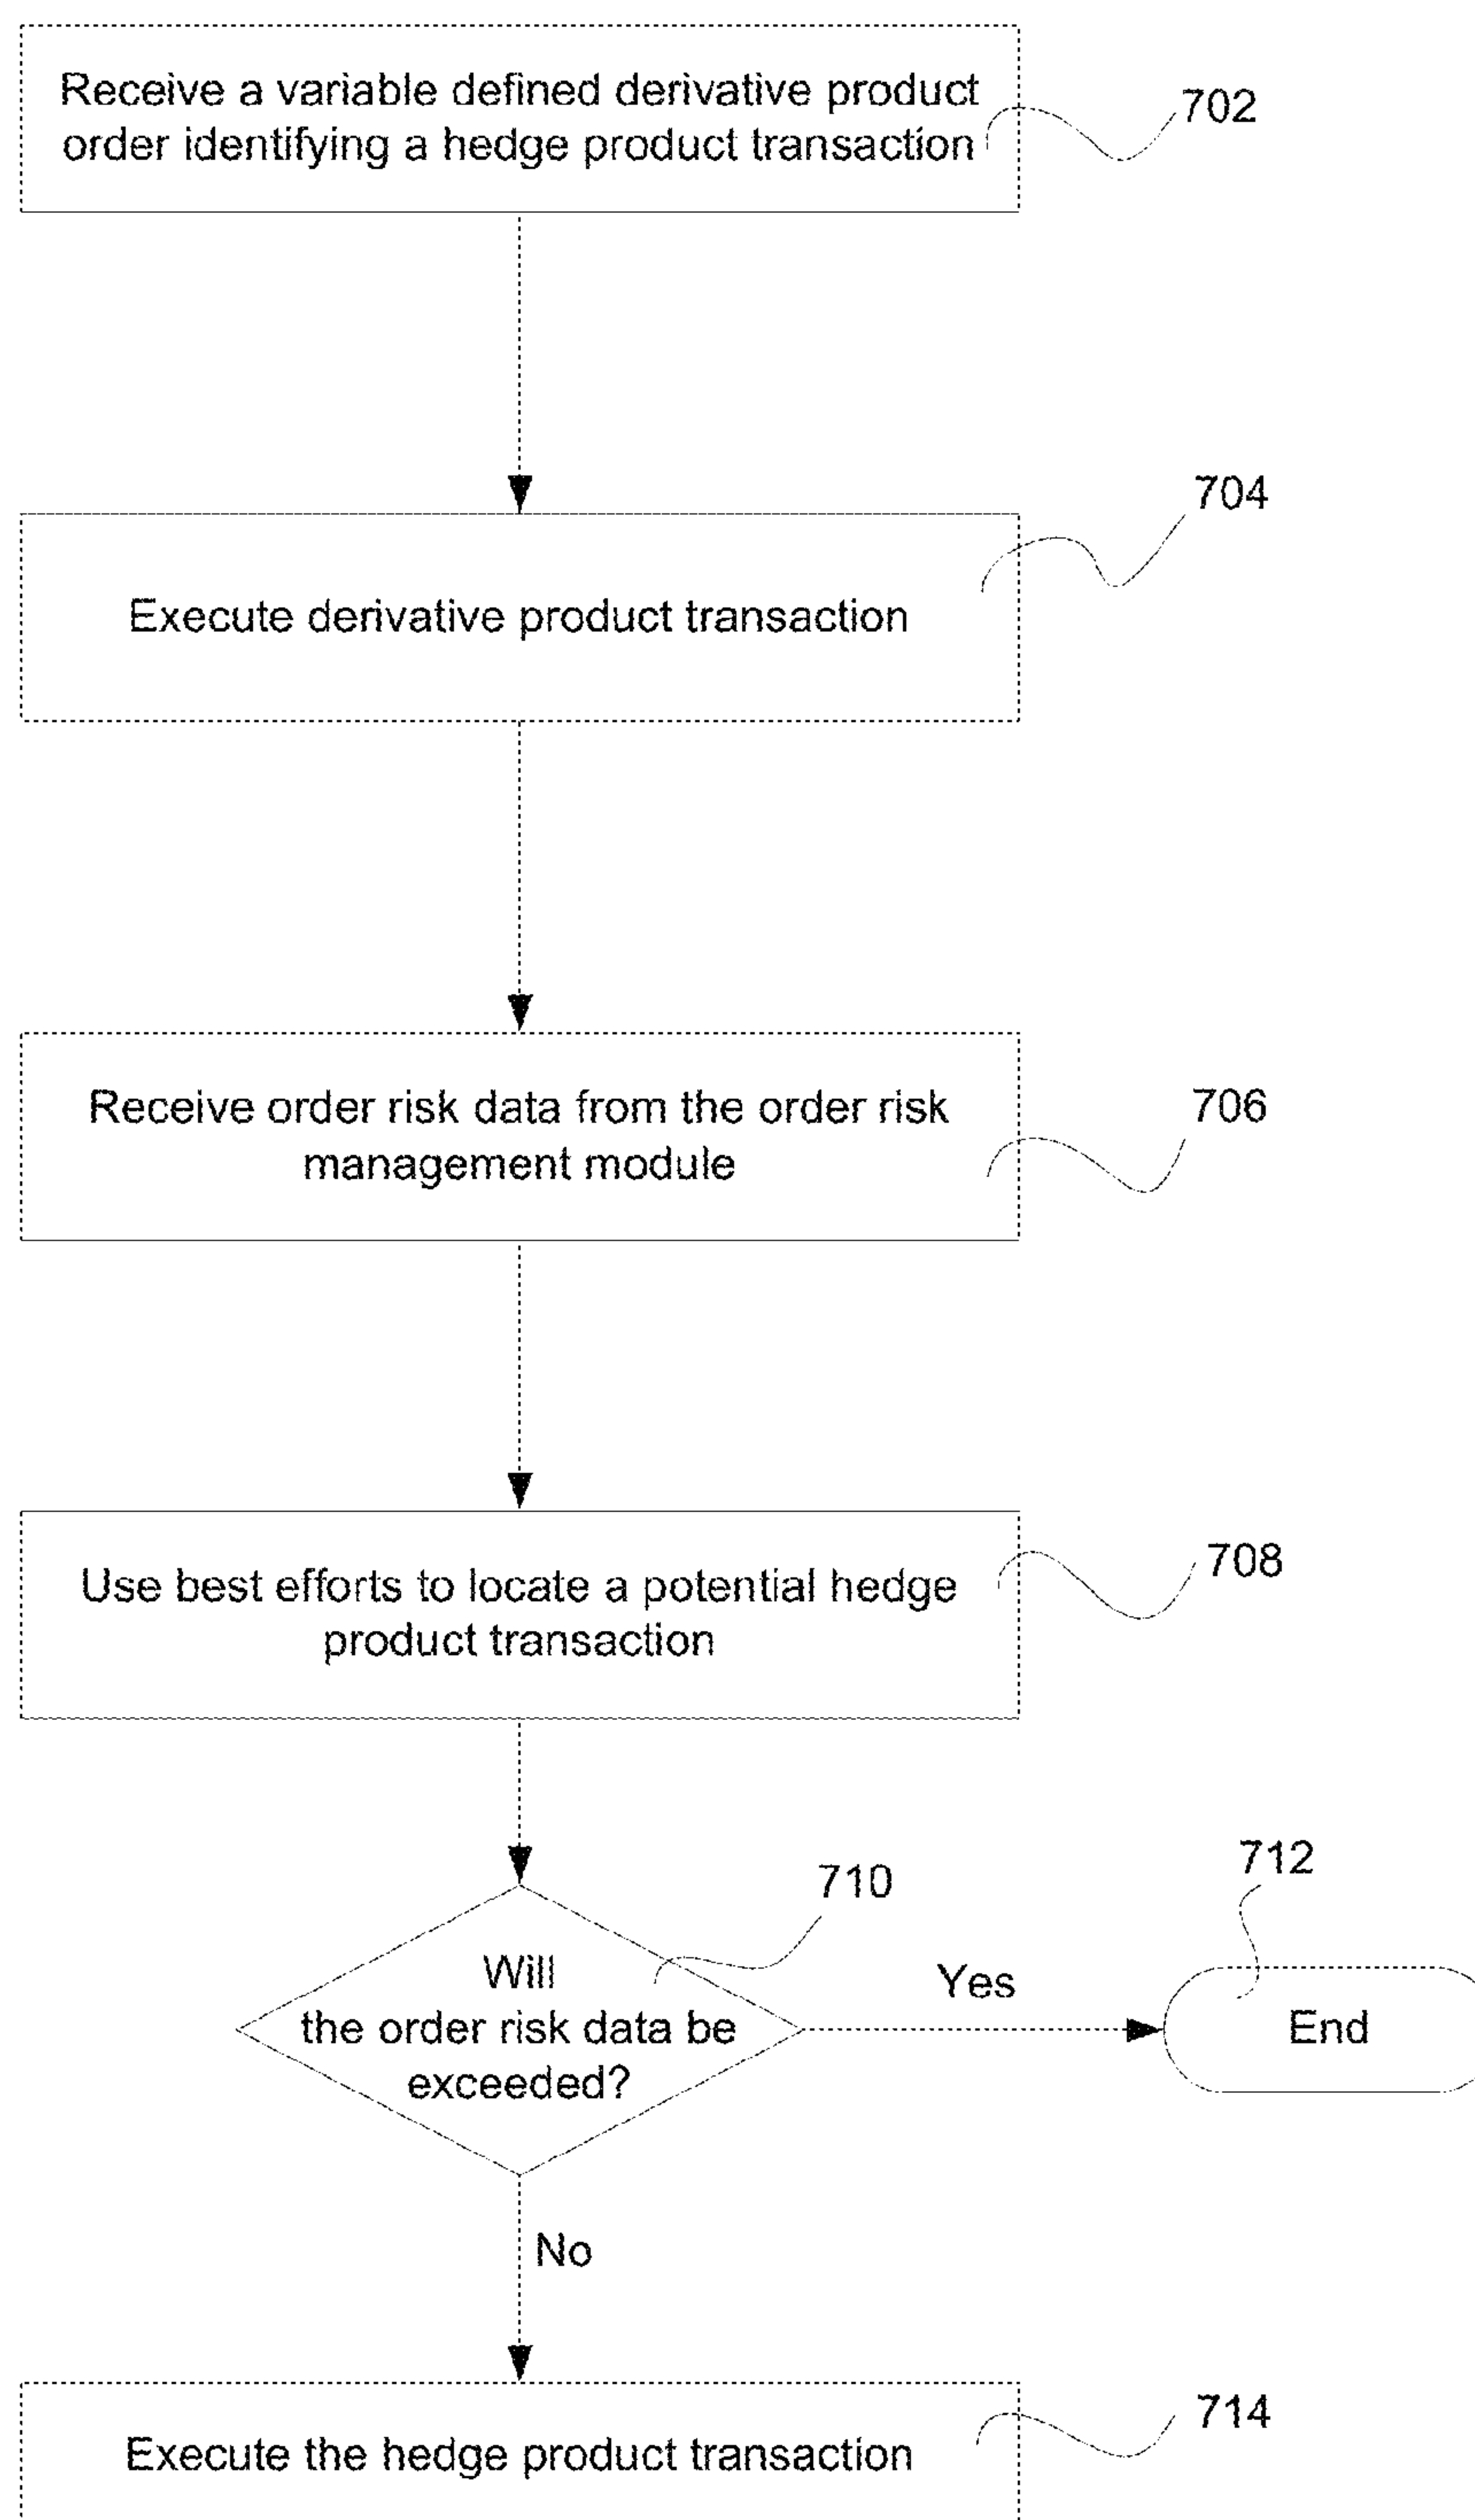 Receive a variable defined derivative product
order identifying a hedge product transaction
702
704
Execute derivative product transaction
Receive order risk data from the order risk
management module
706
Use best efforts to locate a potential hedge
product transaction
708
710
712
Will
the order risk data be
exceeded?
Yes
End
No
714
Execute the hedge product transaction